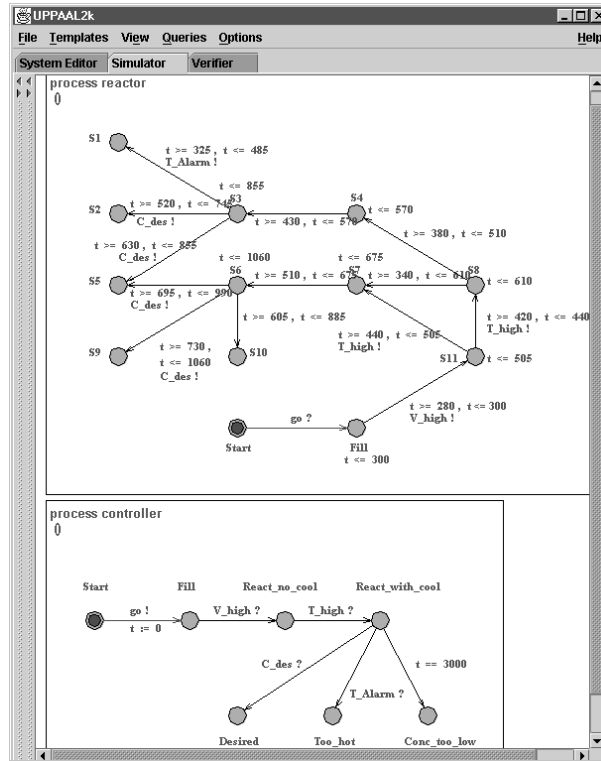 UPPAAL2k
File Templates View Queries Options Help
System Editor Simulator Verifier
process reactor
()
S1
t >= 325 , t <= 485
T_Alarm !
t <= 855
S2
t >= 520 , t <= 745
C_des !
S3
t >= 430 , t <= 570
S4
t <= 570
t >= 380 , t <= 510
t >= 630 , t <= 855
C_des !
t <= 1060
t <= 675
S5
t >= 695 , t <= 990
C_des !
S6
t >= 510 , t <= 675
S7
t >= 340 , t <= 610
S8
t <= 610
t >= 605 , t <= 885
t >= 420 , t <= 440
T_high !
t >= 440 , t <= 505
T_high !
S9
t >= 730 ,
t <= 1060
C_des !
S10
S11
t <= 505
t >= 280 , t <=300
V_high !
go ?
Start
Fill
t <= 300
process controller
()
Start Fill React_no_cool React_with_cool
go ! V_high ? T_high ?
t := 0
C_des ? t == 3000
T_Alarm ?
Desired Too_hot Conc_too_low